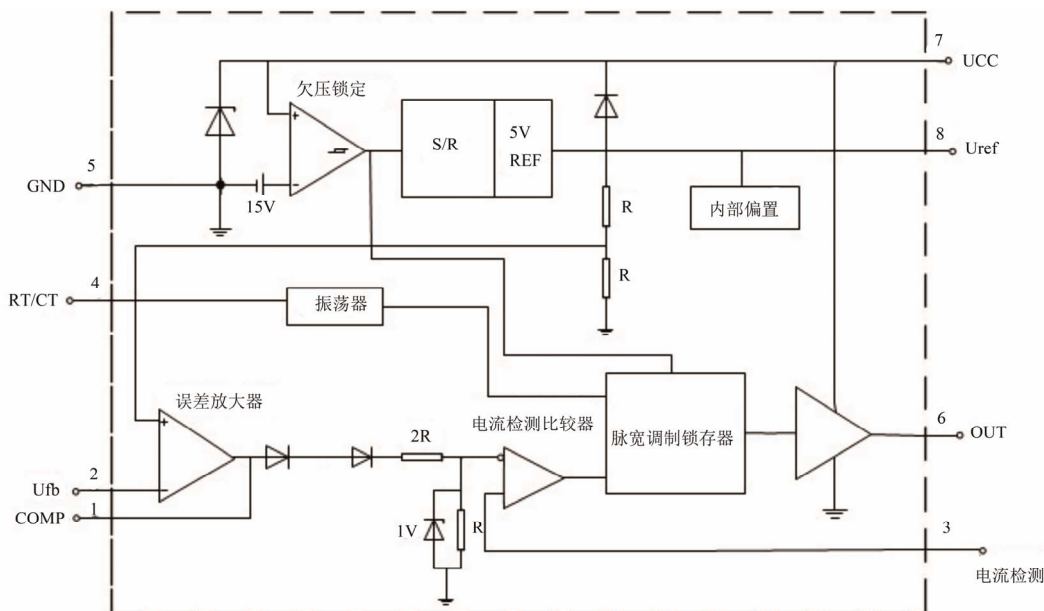 7
UCC
欠压锁定
S/R
5V
REF
8
Uref
5
GND
15V
R
内部偏置
R
4
RT/CT
振荡器
误差放大器
电流检测比较器
脉宽调制锁存器
6
OUT
2R
2
Ufb
1
COMP
1V
R
3
电流检测